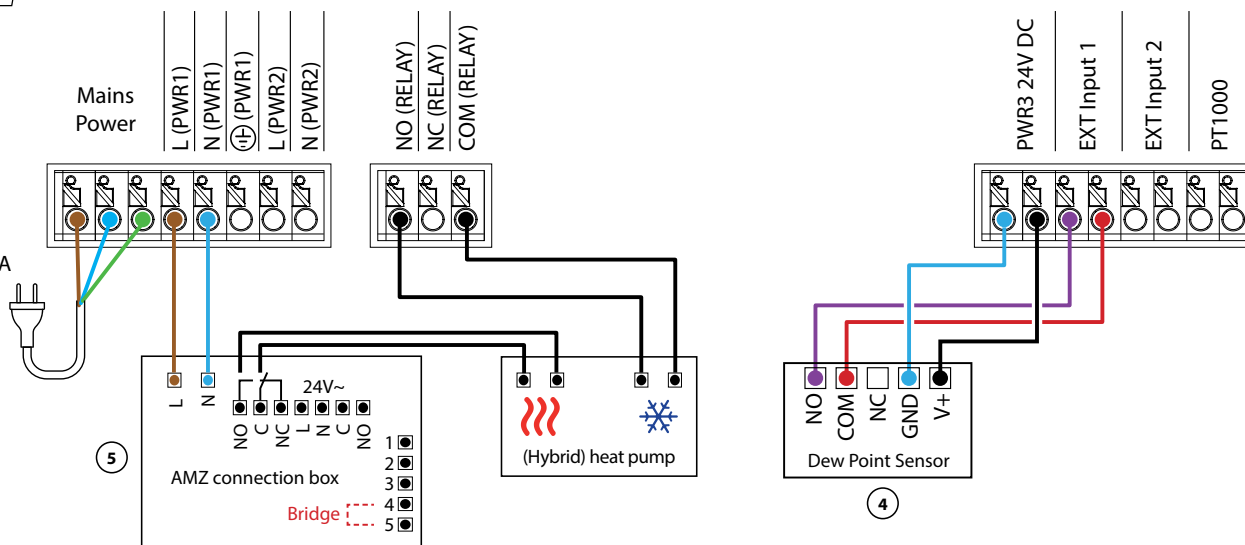 Mains
Power
L (PWR1)
N (PWR1)
(PWR1)
L (PWR2)
N (PWR2)
NO (RELAY)
NC (RELAY)
COM (RELAY)
PWR3 24V DC
EXT Input 1
EXT Input 2
PT1000
A
L
N
24V~
NO
C
NC
L
N
C
NO
1
2
3
4
5
5
AMZ connection box
Bridge
(Hybrid) heat pump
NO
COM
NC
GND
V+
Dew Point Sensor
4